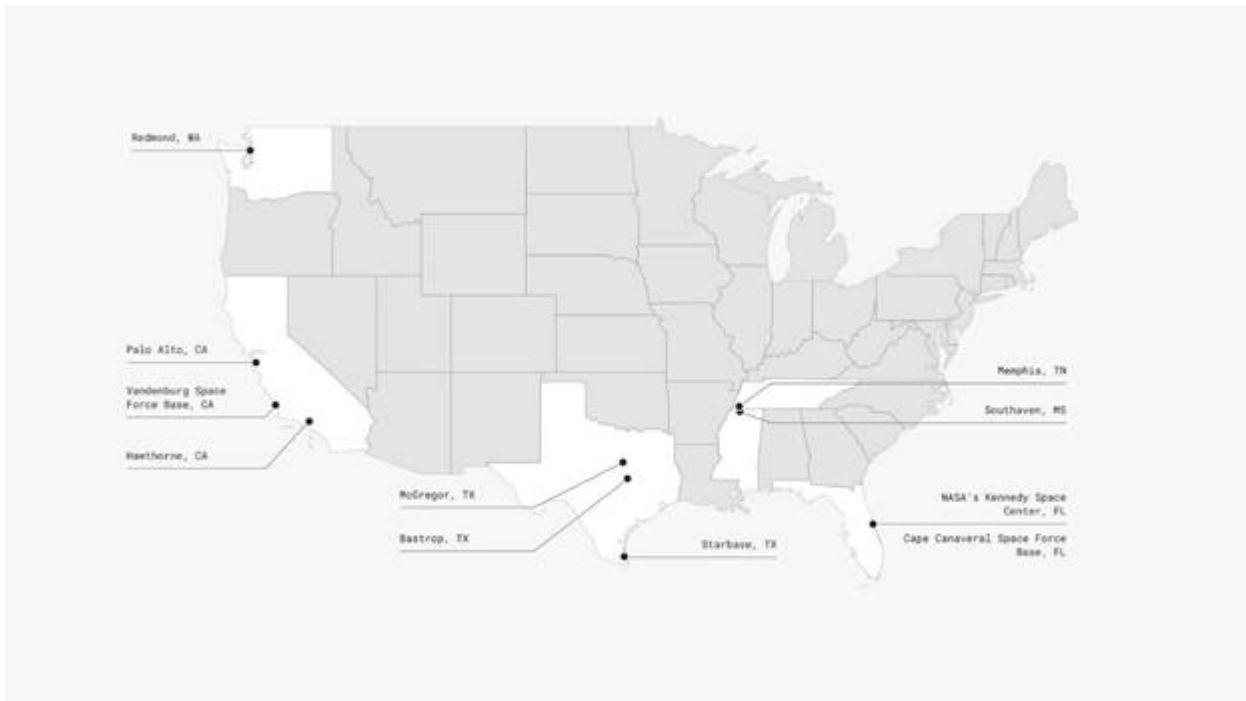 Redmond, WA
Palo Alto, CA
Vandenburg Space
Force Base, CA
Hawthorne, CA
McGregor, TX
Bastrop, TX
Starbase, TX
Memphis, TN
Southaven, MS
NASA's Kennedy Space
Center, FL
Cape Canaveral Space Force
Base, FL